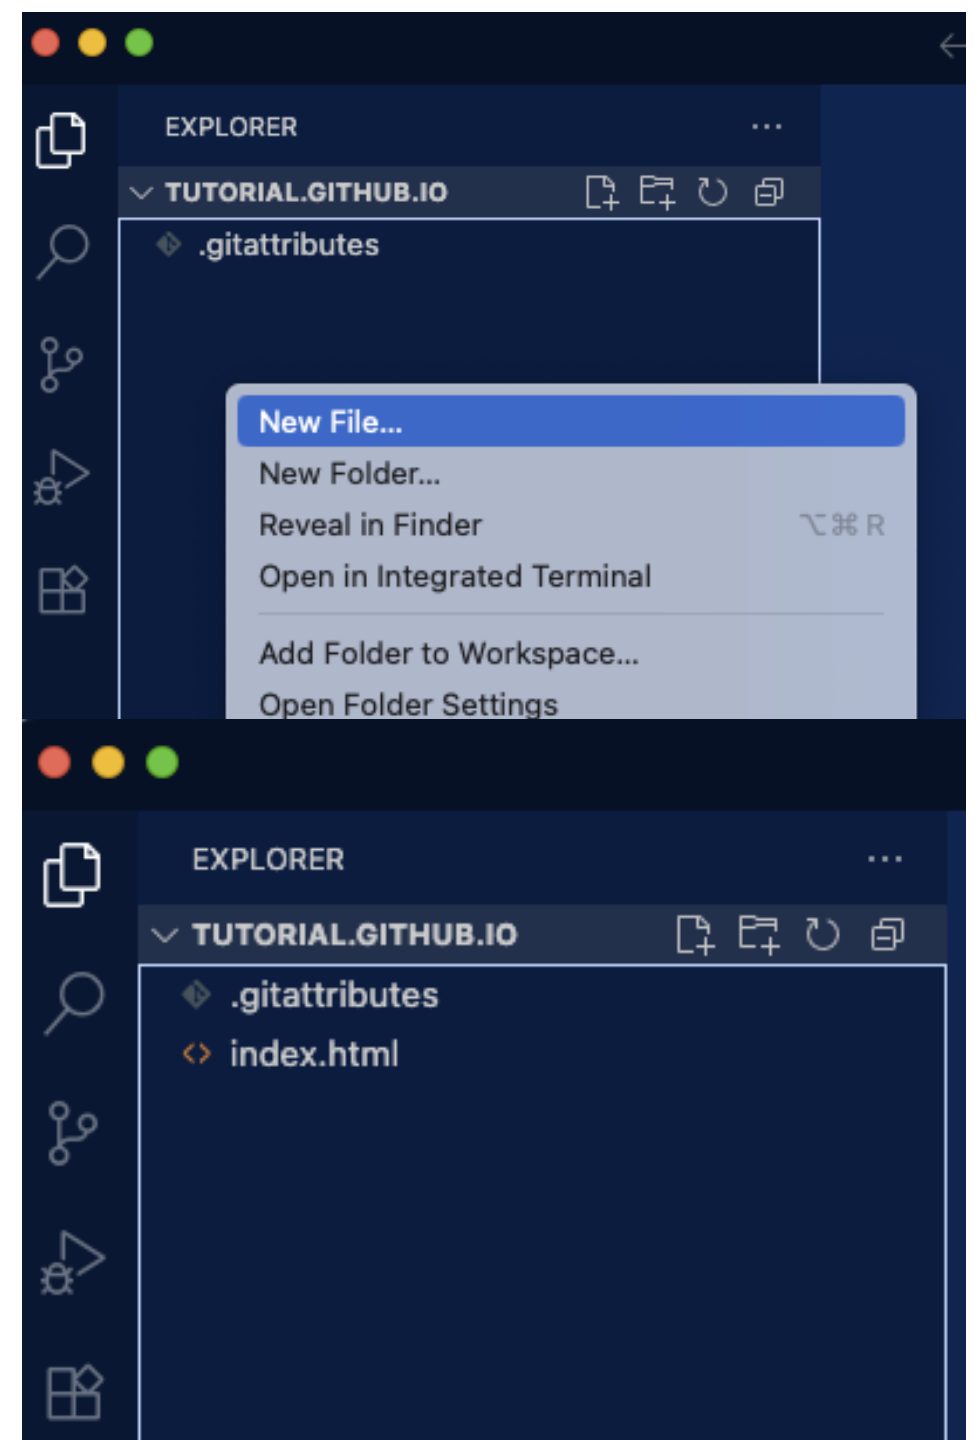 EXPLORER
TUTORIAL.GITHUB.IO
.gitattributes
New File...
New Folder...
Reveal in Finder ⌥⌘R
Open in Integrated Terminal
Add Folder to Workspace...
Open Folder Settings
EXPLORER
TUTORIAL.GITHUB.IO
.gitattributes
index.html